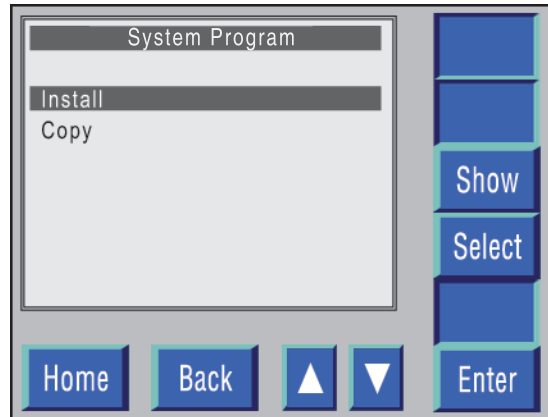 System Program
Install
Copy
Show
Select
Home Back ▲ ▼ Enter